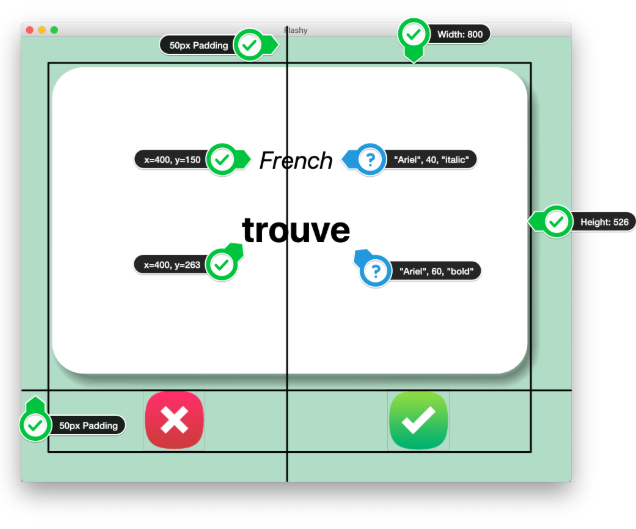 Flashy
50px Padding
Width: 800
x=400, y=150
French
"Ariel", 40, "italic"
trouve
Height: 526
x=400, y=263
"Ariel", 60, "bold"
50px Padding